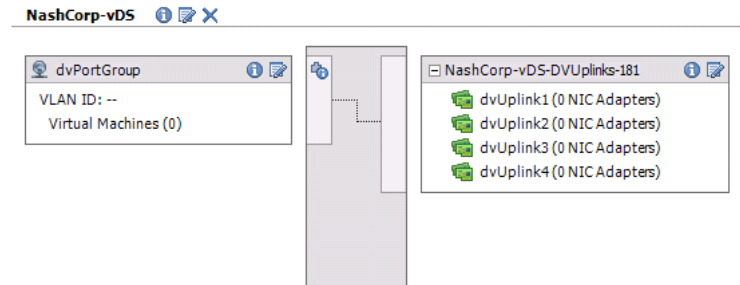 NashCorp-vDS
dvPortGroup
VLAN ID: --
Virtual Machines (0)
NashCorp-vDS-DVUplinks-181
dvUplink1 (0 NIC Adapters)
dvUplink2 (0 NIC Adapters)
dvUplink3 (0 NIC Adapters)
dvUplink4 (0 NIC Adapters)